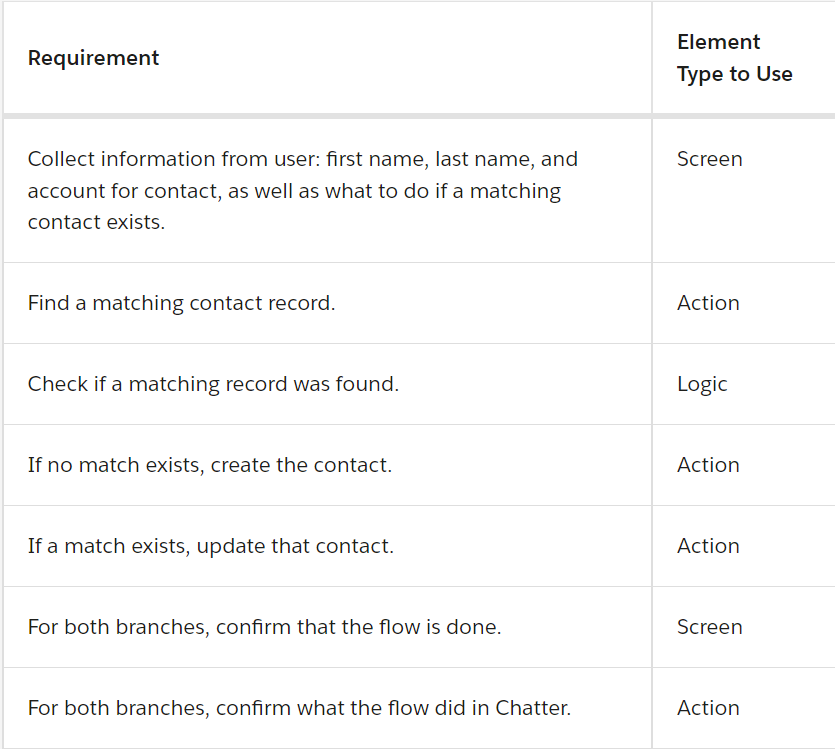 Requirement
Element
Type to Use
Collect information from user: first name, last name, and
account for contact, as well as what to do if a matching
contact exists.
Screen
Find a matching contact record.
Action
Check if a matching record was found.
Logic
If no match exists, create the contact.
Action
If a match exists, update that contact.
Action
For both branches, confirm that the flow is done.
Screen
For both branches, confirm what the flow did in Chatter.
Action